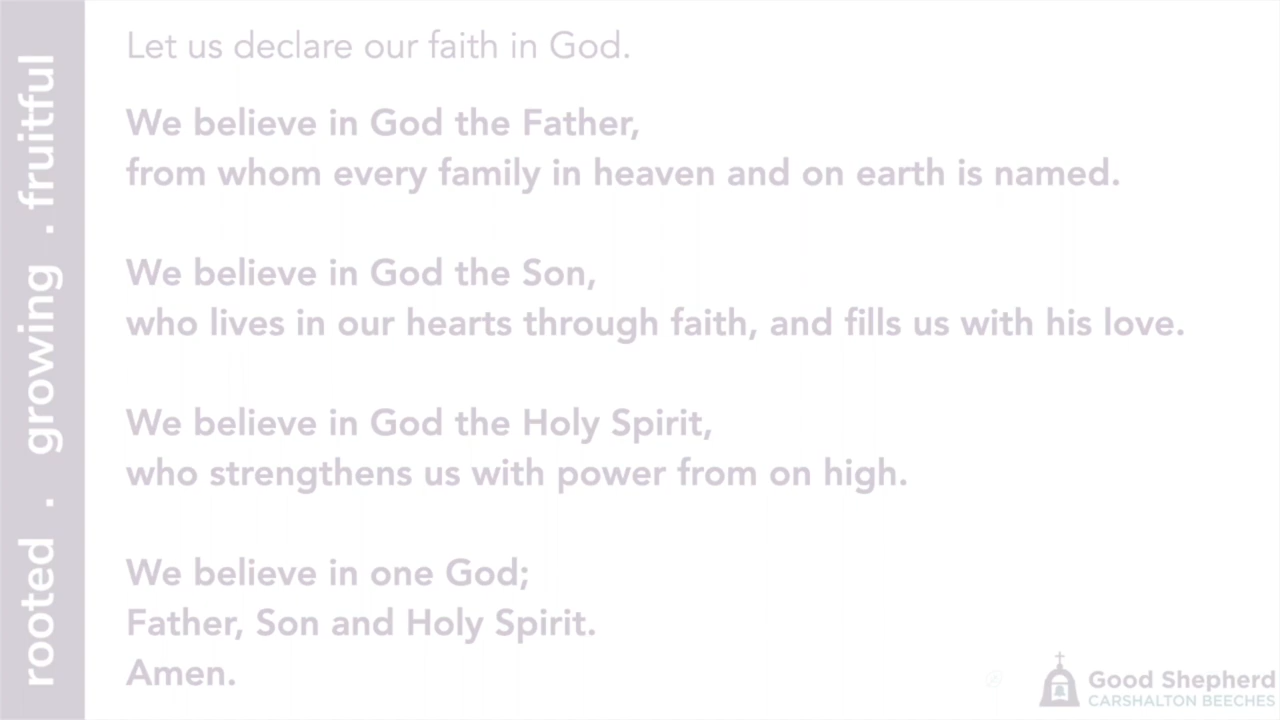 rooted . growing . fruitful
Let us declare our faith in God.
We believe in God the Father,
from whom every family in heaven and on earth is named.
We believe in God the Son,
who lives in our hearts through faith, and fills us with his love.
We believe in God the Holy Spirit,
who strengthens us with power from on high.
We believe in one God;
Father, Son and Holy Spirit.
Amen.
Good Shepherd
CARSHALTON BEECHES